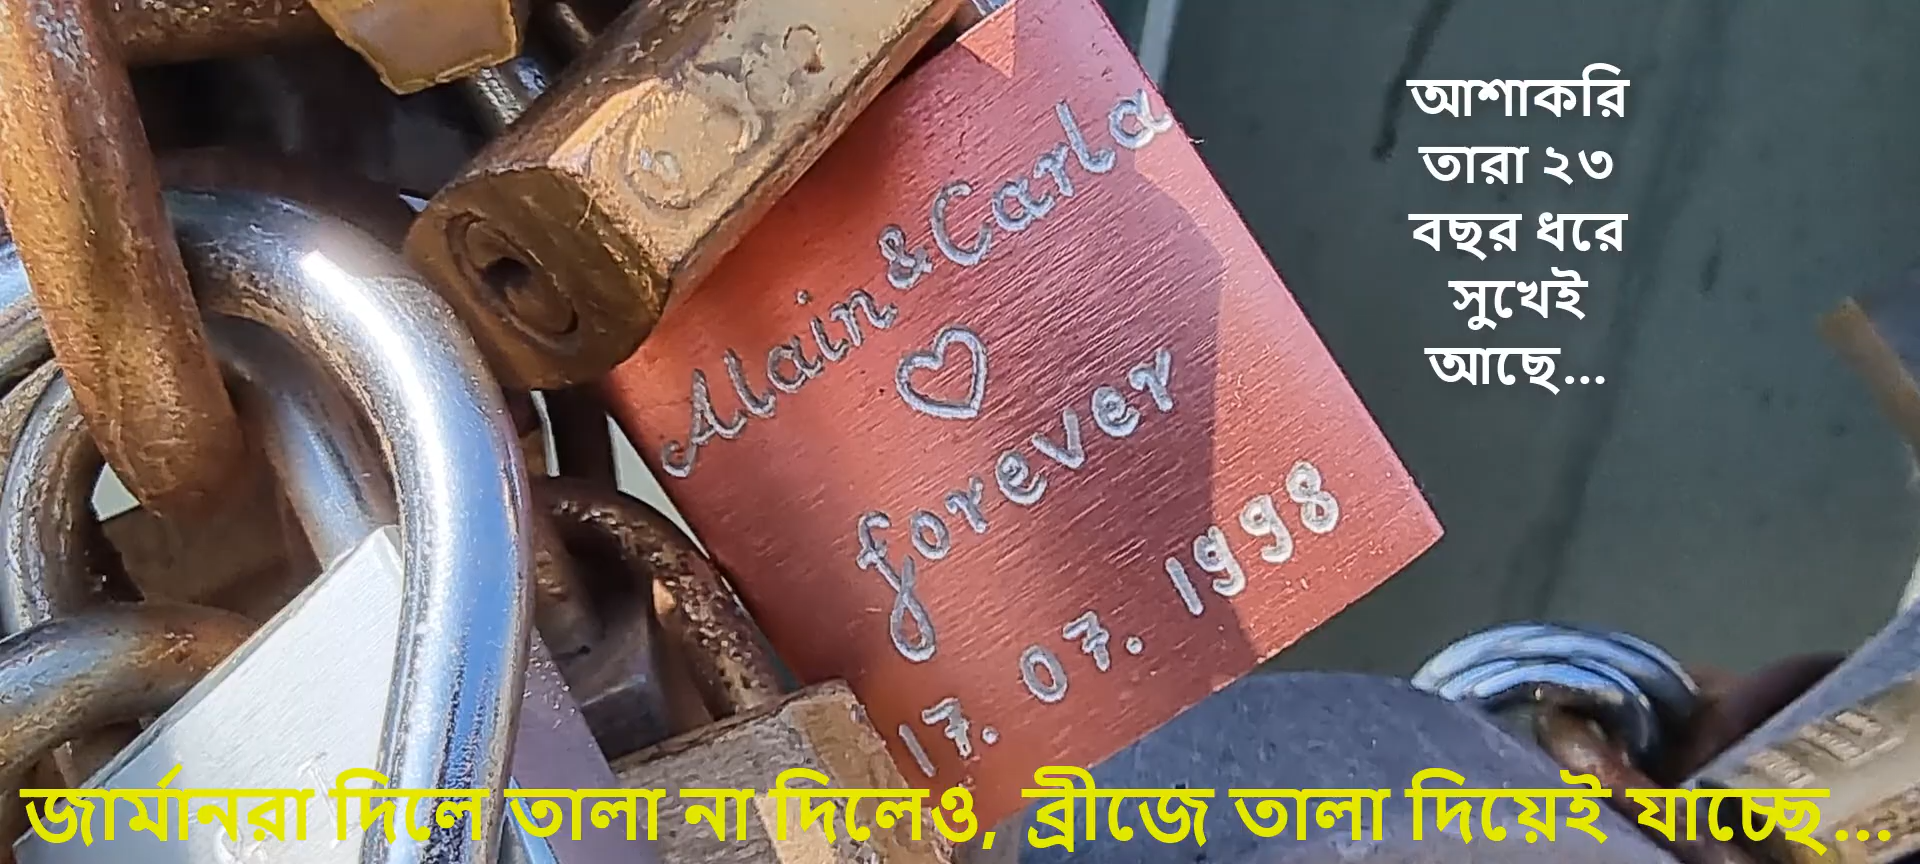 আশাকরি
তারা ২৩
বছর ধরে
সুখেই
আছে...
Alain & Carla
forever
17. 07. 1998
জার্মানরা দিলে তালা না দিলেও, ব্রীজে তালা দিয়েই যাচ্ছে...